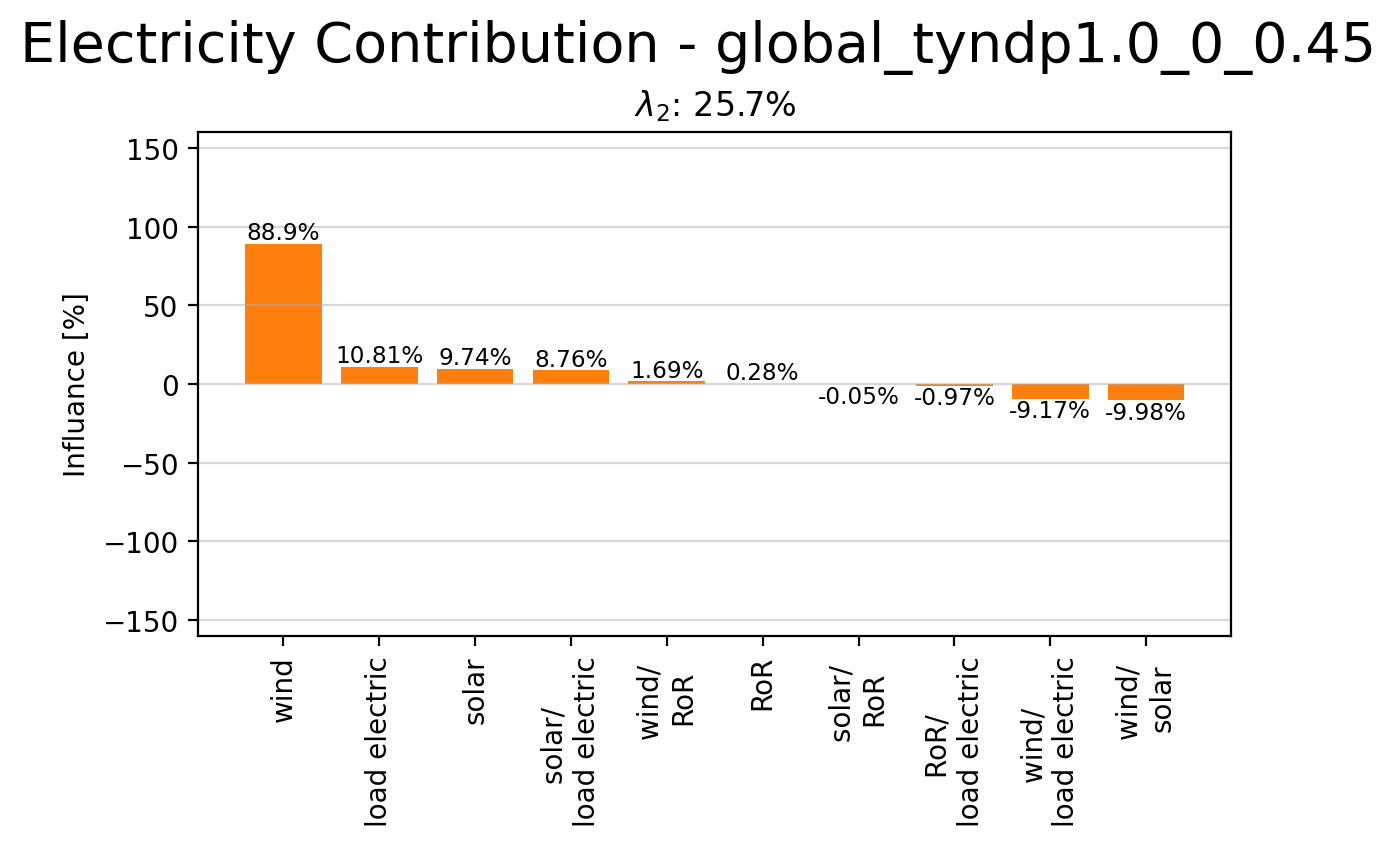 Electricity Contribution - global_tyndp1.0_0_0.45
λ₂: 25.7%
150
100
50
0
−50
−100
−150
Influance [%]
88.9%
10.81%
9.74%
8.76%
1.69%
0.28%
-0.05%
-0.97%
-9.17%
-9.98%
wind
load electric
solar
solar/
load electric
wind/
RoR
RoR
solar/
RoR
RoR/
load electric
wind/
load electric
wind/
solar